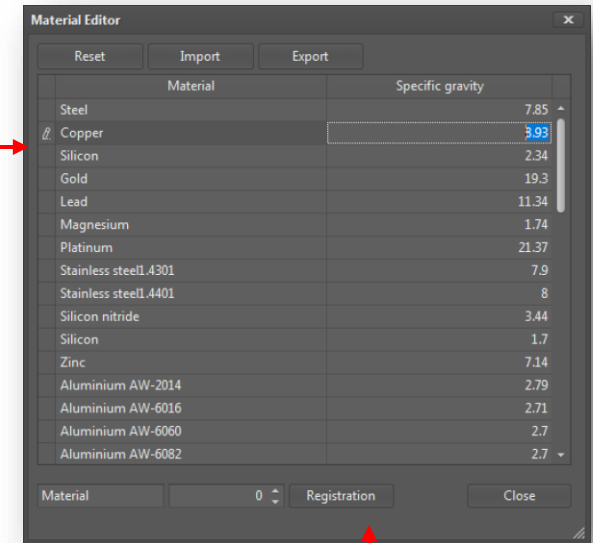 Material Editor
Reset Import Export
Material Specific gravity
Steel 7.85
Copper 8.93
Silicon 2.34
Gold 19.3
Lead 11.34
Magnesium 1.74
Platinum 21.37
Stainless steel1.4301 7.9
Stainless steel1.4401 8
Silicon nitride 3.44
Silicon 1.7
Zinc 7.14
Aluminium AW-2014 2.79
Aluminium AW-6016 2.71
Aluminium AW-6060 2.7
Aluminium AW-6082 2.7
Material 0 Registration Close